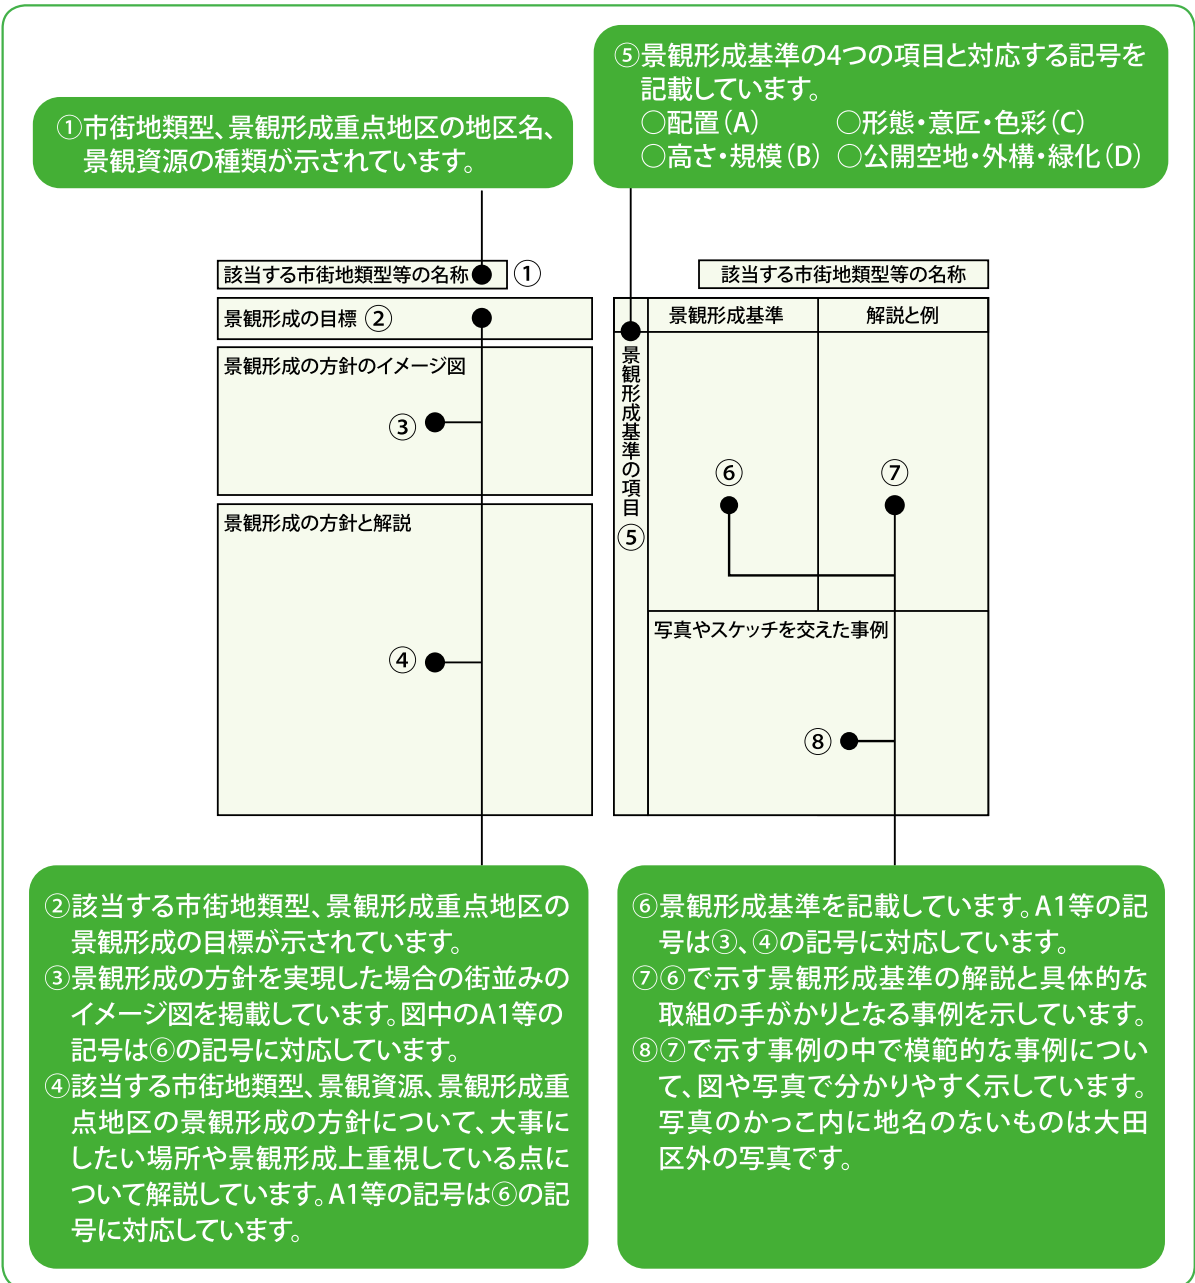 ①市街地類型、景観形成重点地区の地区名、
景観資源の種類が示されています。
⑤景観形成基準の4つの項目と対応する記号を
記載しています。
○配置（A） ○形態・意匠・色彩（C）
○高さ・規模（B） ○公開空地・外構・緑化（D）
該当する市街地類型等の名称 ①
景観形成の目標 ②
景観形成の方針のイメージ図
③
景観形成の方針と解説
④
該当する市街地類型等の名称
景観形成基準 解説と例
景観形成基準の項目 ⑤
⑥ ⑦
写真やスケッチを交えた事例
⑧
②該当する市街地類型、景観形成重点地区の
景観形成の目標が示されています。
③景観形成の方針を実現した場合の街並みの
イメージ図を掲載しています。図中のA1等の
記号は⑥の記号に対応しています。
④該当する市街地類型、景観資源、景観形成重
点地区の景観形成の方針について、大事に
したい場所や景観形成上重視している点に
ついて解説しています。A1等の記号は⑥の記
号に対応しています。
⑥景観形成基準を記載しています。A1等の記
号は③、④の記号に対応しています。
⑦⑥で示す景観形成基準の解説と具体的な
取組の手がかりとなる事例を示しています。
⑧⑦で示す事例の中で模範的な事例につい
て、図や写真で分かりやすく示しています。
写真のかっこ内に地名のないものは大田
区外の写真です。